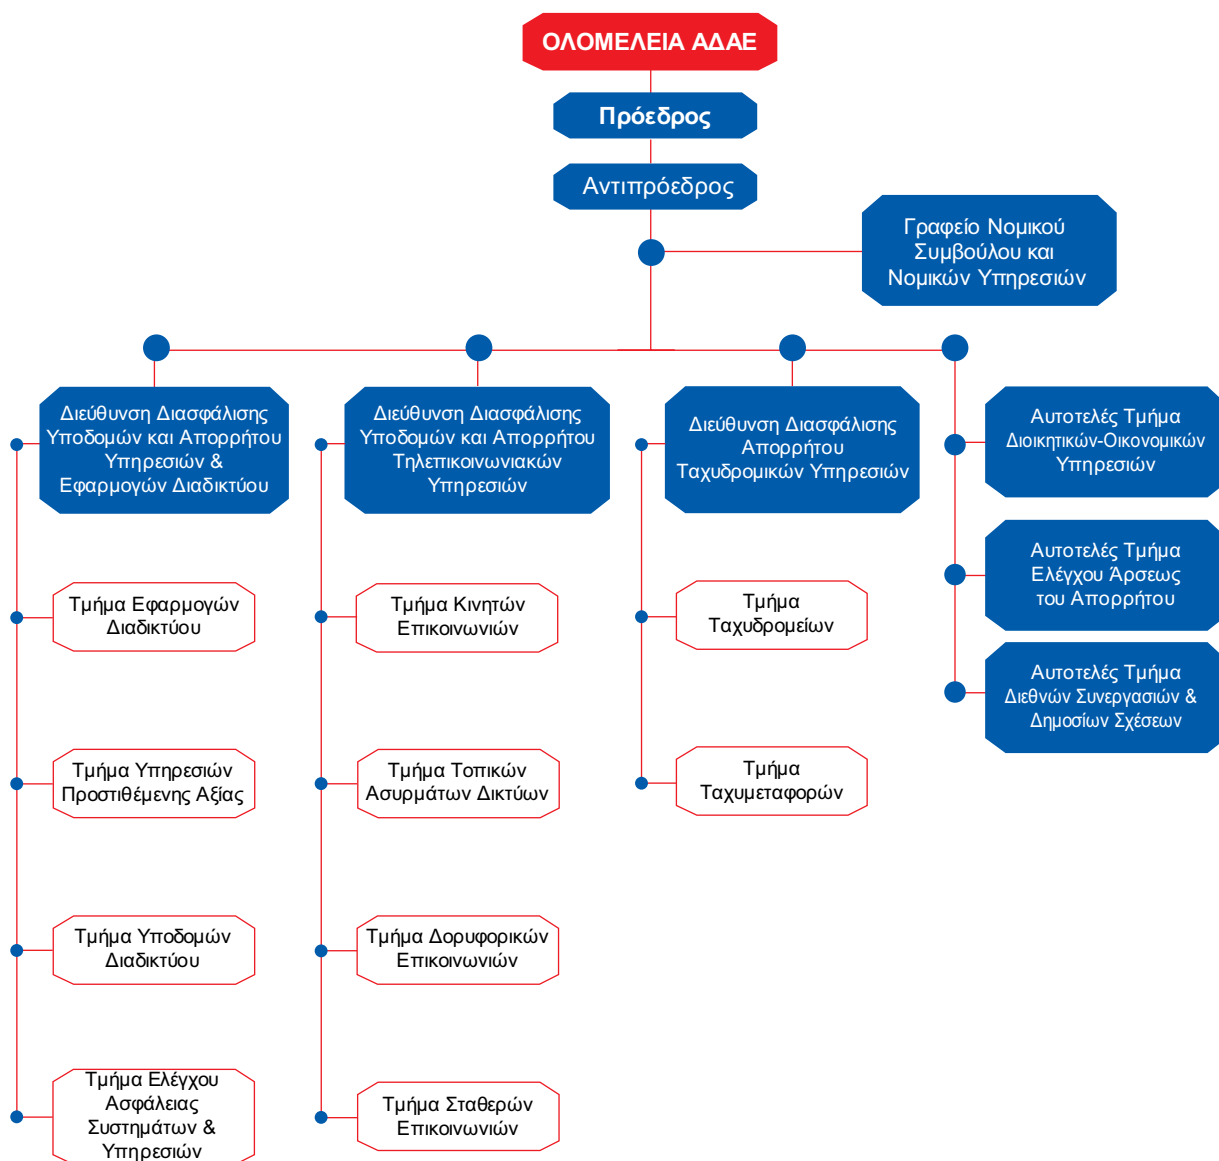 ΟΛΟΜΕΛΕΙΑ ΑΔΑΕ
Πρόεδρος
Αντιπρόεδρος
Γραφείο Νομικού
Συμβούλου και
Νομικών Υπηρεσιών
Διεύθυνση Διασφάλισης
Υποδομών και Απορρήτου
Υπηρεσιών &
Εφαρμογών Διαδικτύου
Διεύθυνση Διασφάλισης
Υποδομών και Απορρήτου
Τηλεπικοινωνιακών
Υπηρεσιών
Διεύθυνση Διασφάλισης
Απορρήτου
Ταχυδρομικών Υπηρεσιών
Αυτοτελές Τμήμα
Διοικητικών-Οικονομικών
Υπηρεσιών
Αυτοτελές Τμήμα
Ελέγχου Άρσεως
του Απορρήτου
Αυτοτελές Τμήμα
Διεθνών Συνεργασιών &
Δημοσίων Σχέσεων
Τμήμα Εφαρμογών
Διαδικτύου
Τμήμα Κινητών
Επικοινωνιών
Τμήμα
Ταχυδρομείων
Τμήμα Υπηρεσιών
Προστιθέμενης Αξίας
Τμήμα Τοπικών
Ασυρμάτων Δικτύων
Τμήμα
Ταχυμεταφορών
Τμήμα Υποδομών
Διαδικτύου
Τμήμα Δορυφορικών
Επικοινωνιών
Τμήμα Ελέγχου
Ασφάλειας
Συστημάτων &
Υπηρεσιών
Τμήμα Σταθερών
Επικοινωνιών